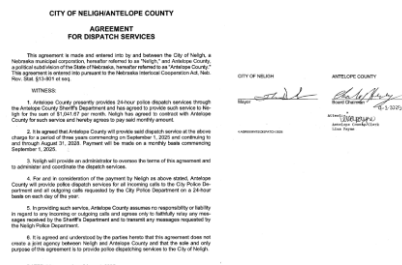 CITY OF NELIGH/ANTELOPE COUNTY
AGREEMENT
FOR DISPATCH SERVICES
This agreement is made and entered into by and between the City of Neligh, a
Nebraska municipal corporation, hereafter referred to as "Neligh," and Antelope County,
a political subdivision of the State of Nebraska, hereafter referred to as "Antelope County."
This agreement is entered into pursuant to the Nebraska Interlocal Cooperation Act, Neb.
Rev. Stat. §13-801 et seq.
WITNESS:
1. Antelope County presently provides 24-hour police dispatch services through
the Antelope County Sheriff's Department and has agreed to provide such service to Ne-
ligh for the sum of $1,041.67 per month. Neligh has agreed to contract with Antelope
County for such service and hereby agrees to pay said monthly amount.
2. It is agreed that Antelope County will provide said dispatch service at the above
charge for a period of three years commencing on September 1, 2025 and continuing to
and through August 31, 2028. Payment will be made on a monthly basis commencing
September 1, 2025.
3. Neligh will provide an administrator to oversee the terms of this agreement and
to administer and coordinate the dispatch services.
4. For and in consideration of the payment by Neligh as above stated, Antelope
County will provide police dispatch services for all incoming calls to the City Police De-
partment and all outgoing calls requested by the City Police Department on a 24-hour
basis on each day of the year.
5. In providing such service, Antelope County assumes no responsibility or liability
in regard to any incoming or outgoing calls and agrees only to faithfully relay any mes-
sages received by the Sheriff's Department and to transmit any messages requested by
the Neligh Police Department.
6. It is agreed and understood by the parties hereto that this agreement does not
create a joint agency between Neligh and Antelope County and that the sole and only
purpose of this agreement is to provide police dispatching services to the City of Neligh.
CITY OF NELIGH
ANTELOPE COUNTY
Mayor
Board Chairman
Antelope County Clerk
Lisa Payne